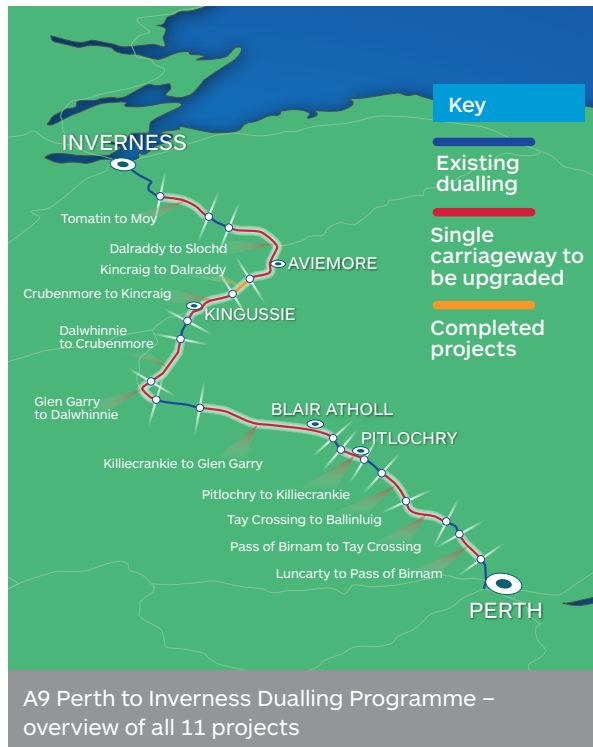 INVERNESS
Key
Existing
dualling
Tomatin to Moy
Single
carriageway to
be upgraded
Dalraddy to Slochd
AVIEMORE
Kincraig to Dalraddy
Crubenmore to Kincraig
KINGUSSIE
Completed
projects
Dalwhinnie
to Crubenmore
Glen Garry
to Dalwhinnie
BLAIR ATHOLL
PITLOCHRY
Killiecrankie to Glen Garry
Pitlochry to Killiecrankie
Tay Crossing to Ballinluig
Pass of Birnam to Tay Crossing
Luncarty to Pass of Birnam
PERTH
A9 Perth to Inverness Dualling Programme –
overview of all 11 projects